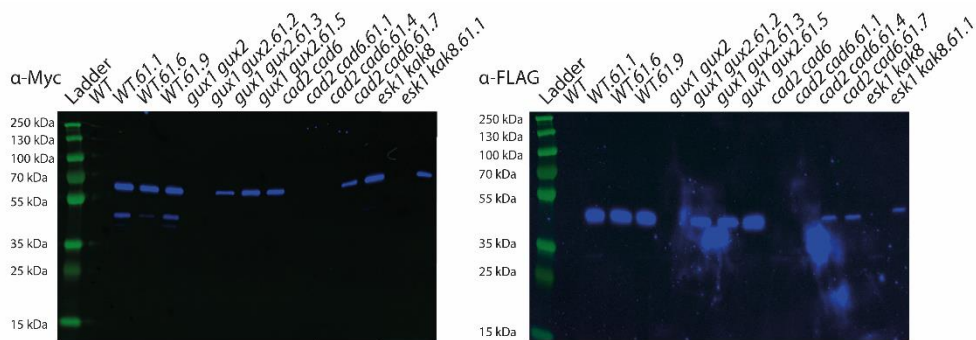 α-Myc
Ladder
WT
WT.61.1
WT.61.6
WT.61.9
gux1 gux2
gux1 gux2.61.2
gux1 gux2.61.3
gux1 gux2.61.5
cad2 cad6
cad2 cad6.61.1
cad2 cad6.61.4
cad2 cad6.61.7
esk1 kak8
esk1 kak8.61.1
250 kDa
130 kDa
100 kDa
70 kDa
55 kDa
35 kDa
25 kDa
15 kDa
α-FLAG
Ladder
WT
WT.61.1
WT.61.6
WT.61.9
gux1 gux2
gux1 gux2.61.2
gux1 gux2.61.3
gux1 gux2.61.5
cad2 cad6
cad2 cad6.61.1
cad2 cad6.61.4
cad2 cad6.61.7
esk1 kak8
esk1 kak8.61.1
250 kDa
130 kDa
100 kDa
70 kDa
55 kDa
35 kDa
25 kDa
15 kDa